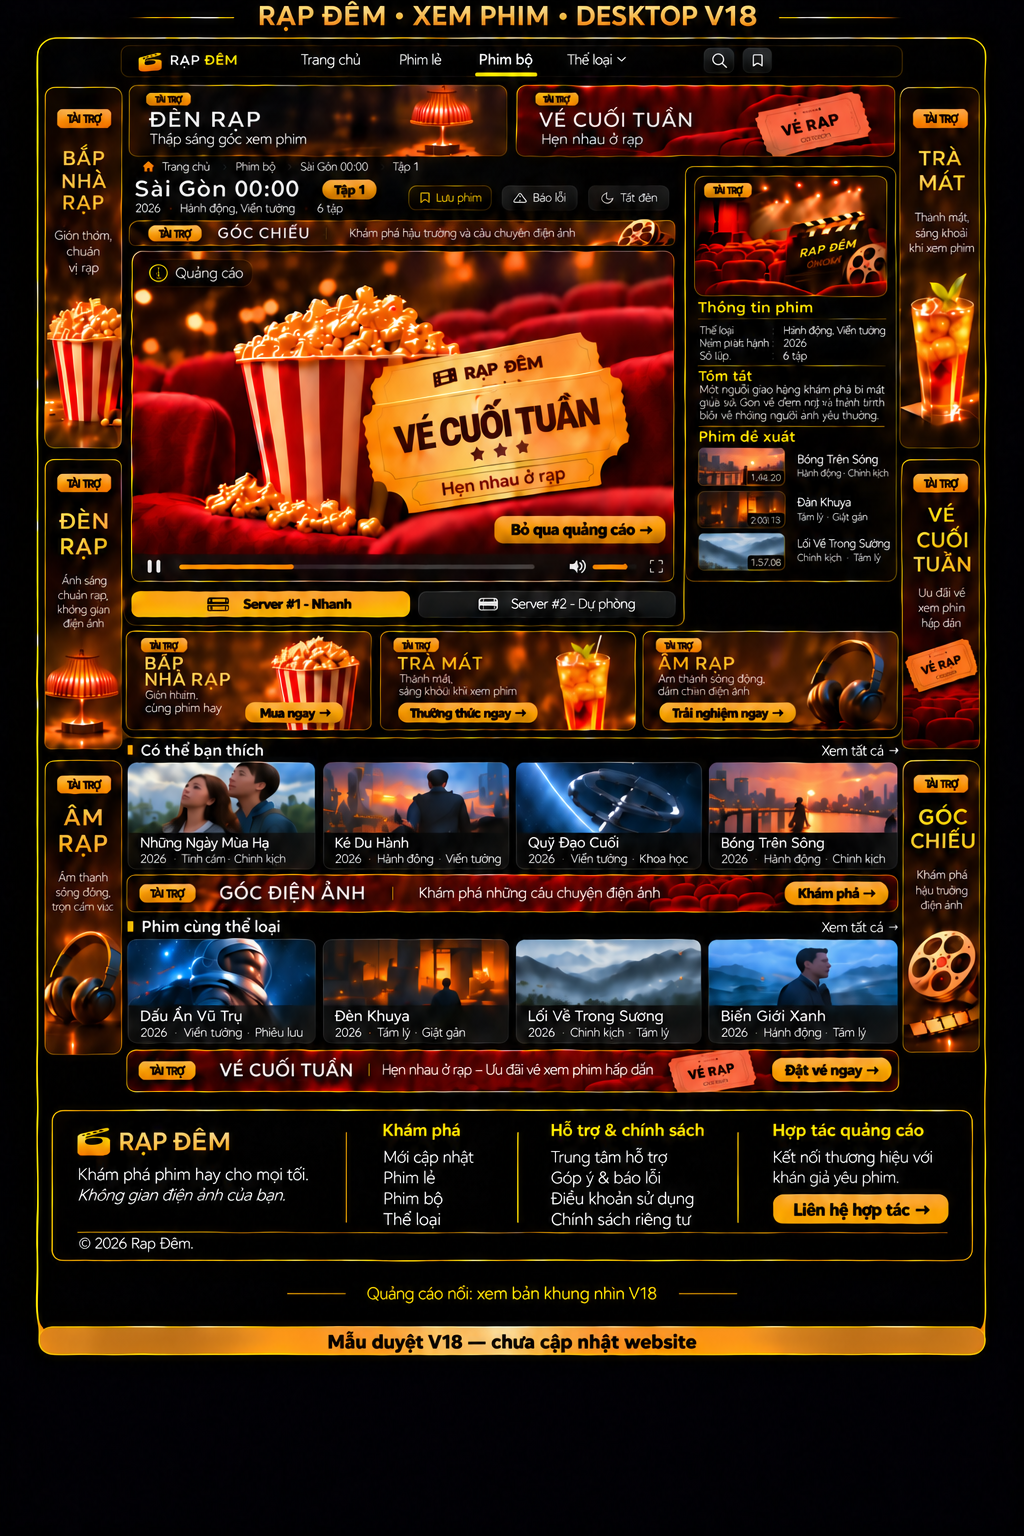 RẠP ĐÊM • XEM PHIM • DESKTOP V18
RẠP ĐÊM
Trang chủ
Phim lẻ
Phim bộ
Thể loại
TÀI TRỢ
ĐÈN RẠP
Thắp sáng góc xem phim
TÀI TRỢ
VÉ CUỐI TUẦN
Hẹn nhau ở rạp
VÉ RẠP
TÀI TRỢ
BẮP
NHÀ
RẠP
Giòn thơm,
chuẩn
vị rạp
TÀI TRỢ
TRÀ
MÁT
Thanh mát,
sảng khoái
khi xem phim
Trang chủ
Phim bộ
Sài Gòn 00:00
Tập 1
Sài Gòn 00:00
Tập 1
2026 · Hành động, Viễn tưởng · 6 tập
Lưu phim
Báo lỗi
Tắt đèn
TÀI TRỢ
GÓC CHIẾU
Khám phá hậu trường và câu chuyện điện ảnh
Quảng cáo
RẠP ĐÊM
VÉ CUỐI TUẦN
Hẹn nhau ở rạp
Bỏ qua quảng cáo →
Server #1 - Nhanh
Server #2 - Dự phòng
TÀI TRỢ
RẠP ĐÊM
Thông tin phim
Thể loại : Hành động, Viễn tưởng
hành : 2026
Số : 6 tập
Tóm tắt
Một người giao hàng khám phá bí mật
người yêu thương.
Phim đề xuất
Bóng Trên Sông
Hành động · Chính kịch
Đàn Khuya
Tâm lý · Giật gân
2:00:13
Lối Về Trong Sương
Chính kịch · Tâm lý
1.57.08
TÀI TRỢ
ĐÈN
RẠP
Ánh sáng
chuẩn rạp,
không gian
điện ảnh
TÀI TRỢ
VÉ
CUỐI
TUẦN
Ưu đãi vé
xem phin
hấp dẫn
VÉ RẠP
TÀI TRỢ
BẮP
NHÀ RẠP
Giòn
cùng phim hay
Mua ngay →
TÀI TRỢ
TRÀ MÁT
Thanh mát,
sảng khoái khi xem phim
Thưởng thức ngay →
TÀI TRỢ
ÂM RẠP
Âm thanh sống động,
điện ảnh
Trải nghiệm ngay →
Có thể bạn thích
Xem tất cả →
Những Ngày Mùa Hạ
2026 · Tình cảm · Chính kịch
Kẻ Du Hành
2026 · Hành động · Viễn tưởng
Quỹ Đạo Cuối
2026 · Viễn tưởng · Khoa học
Bóng Trên Sông
2026 · Hành động · Chính kịch
TÀI TRỢ
ÂM
RẠP
Âm thanh
sống động,
trọn cảm
TÀI TRỢ
GÓC
CHIẾU
Khám phá
hậu trường
điện ảnh
TÀI TRỢ
GÓC ĐIỆN ẢNH
Khám phá những câu chuyện điện ảnh
Khám phá →
Phim cùng thể loại
Xem tất cả →
Dấu Ấn Vũ Trụ
2026 · Viễn tưởng · Phiêu lưu
Đèn Khuya
2026 · Tâm lý · Giật gân
Lối Về Trong Sương
2026 · Chính kịch · Tâm lý
Biển Giới Xanh
2026 · Hành động · Tâm lý
TÀI TRỢ
VÉ CUỐI TUẦN
Hẹn nhau ở rạp – Ưu đãi vé xem phim hấp dẫn
VÉ RẠP
Đặt vé ngay →
RẠP ĐÊM
Khám phá phim hay cho mọi tối.
Không gian điện ảnh của bạn.
Khám phá
Mới cập nhật
Phim lẻ
Phim bộ
Thể loại
Hỗ trợ & chính sách
Trung tâm hỗ trợ
Góp ý & báo lỗi
Điều khoản sử dụng
Chính sách riêng tư
Hợp tác quảng cáo
Kết nối thương hiệu với
khán giả yêu phim.
Liên hệ hợp tác →
© 2026 Rạp Đêm.
Quảng cáo nổi: xem bản khung nhìn V18
Mẫu duyệt V18 — chưa cập nhật website